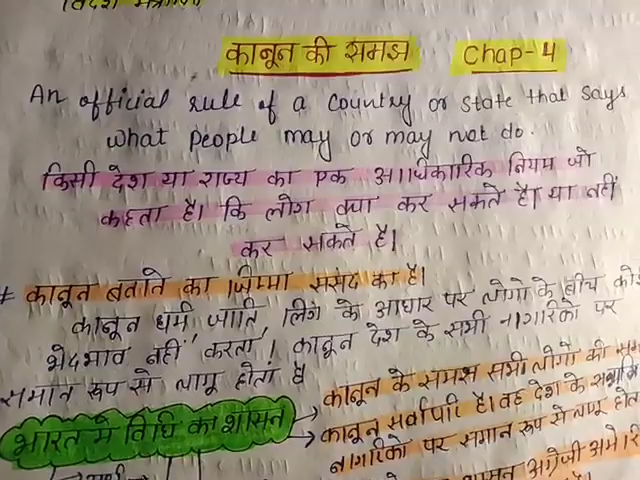 कानून की समझ Chap-4
An official rule of a Country or state that says
what people may or may not do.
किसी देश या राज्य का एक आधिकारिक नियम जो
कहता है। कि लोग क्या कर सकते है। या नहीं
कर सकते है।
# कानून बनाते का जिम्मा ससंद का है।
कानून धर्म, जाति, लिंग के आधार पर लोगो के बीच कोई
भेदभाव नहीं करता। कानून देश के सभी नागरिको पर
समान रूप से लागू होता है
कानून के समक्ष सभी लोगों की
भारत मे विधि का शासन
कानून सर्वोपरि है। वह देश के सभी
नागरिको पर समान रूप से लागू होता
शासन अंग्रेजी